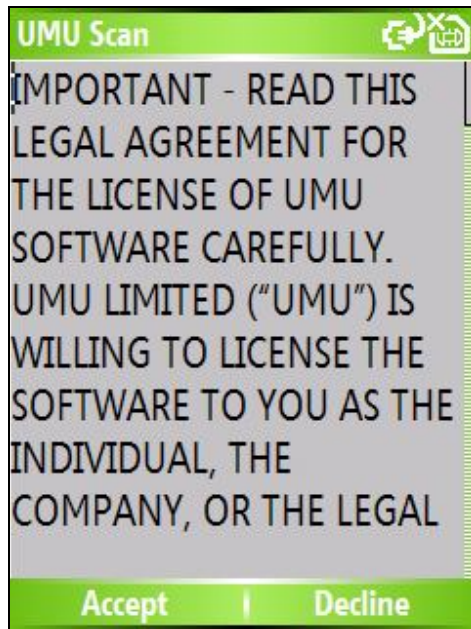 UMU Scan
IMPORTANT - READ THIS
LEGAL AGREEMENT FOR
THE LICENSE OF UMU
SOFTWARE CAREFULLY.
UMU LIMITED (“UMU”) IS
WILLING TO LICENSE THE
SOFTWARE TO YOU AS THE
INDIVIDUAL, THE
COMPANY, OR THE LEGAL
Accept Decline